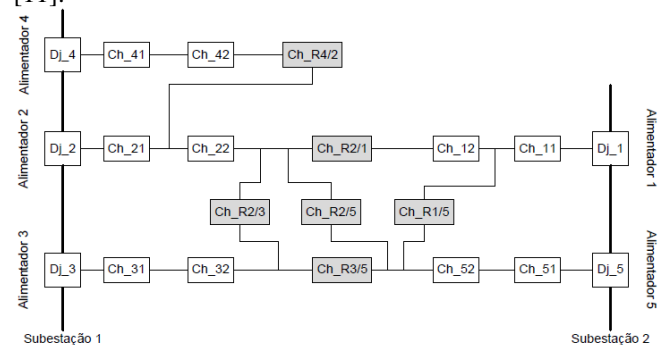 [11].
Alimentador 4
Dj_4 Ch_41 Ch_42 Ch_R4/2
Alimentador 2
Dj_2 Ch_21 Ch_22 Ch_R2/1 Ch_12 Ch_11 Dj_1
Alimentador 1
Ch_R2/3 Ch_R2/5 Ch_R1/5
Alimentador 3
Dj_3 Ch_31 Ch_32 Ch_R3/5 Ch_52 Ch_51 Dj_5
Alimentador 5
Subestação 1 Subestação 2